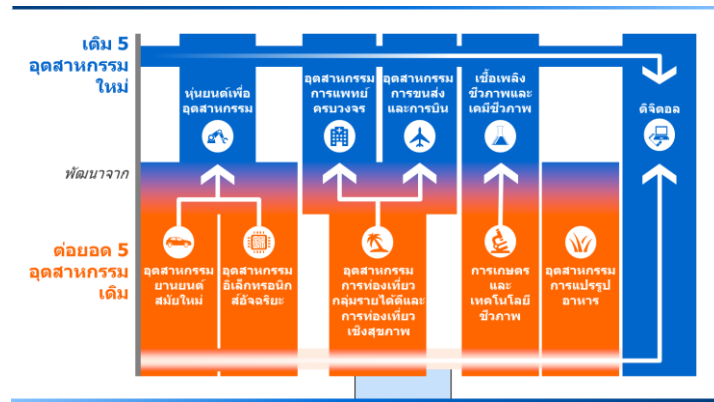 เติม 5
อุตสาหกรรม
ใหม่
หุ่นยนต์เพื่อ
อุตสาหกรรม
อุตสาหกรรม
การแพทย์
ครบวงจร
อุตสาหกรรม
การขนส่ง
และการบิน
เชื้อเพลิง
ชีวภาพและ
เคมีชีวภาพ
ดิจิตอล
พัฒนาจาก
ต่อยอด 5
อุตสาหกรรม
เดิม
อุตสาหกรรม
ยานยนต์
สมัยใหม่
อุตสาหกรรม
อิเล็กทรอนิก
ส์อัจฉริยะ
อุตสาหกรรม
การท่องเที่ยว
กลุ่มรายได้ดีและ
การท่องเที่ยว
เชิงสุขภาพ
การเกษตร
และ
เทคโนโลยี
ชีวภาพ
อุตสาหกรรม
การแปรรูป
อาหาร